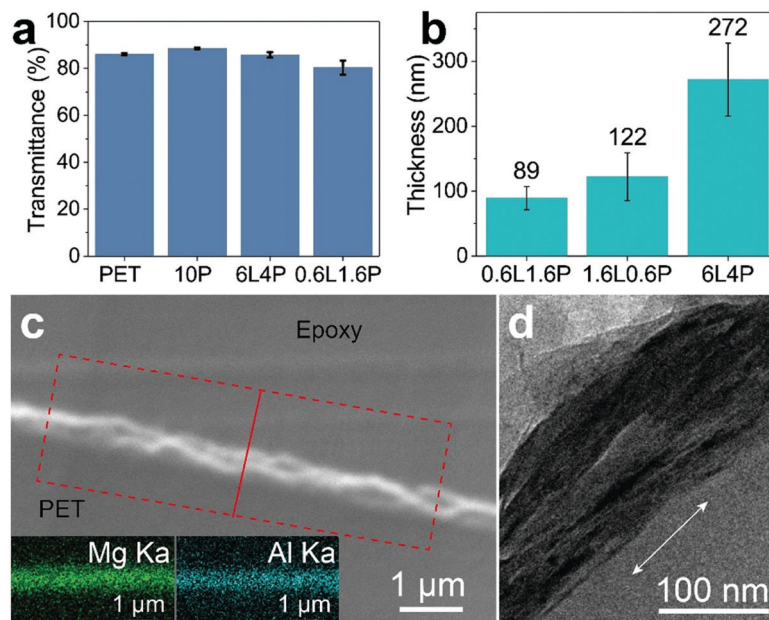 a
Transmittance (%)
100
80
60
40
20
0
PET 10P 6L4P 0.6L1.6P
b
Thickness (nm)
300
200
100
0
89
122
272
0.6L1.6P 1.6L0.6P 6L4P
c
Epoxy
PET
Mg Ka
1 μm
Al Ka
1 μm
1 μm
d
100 nm